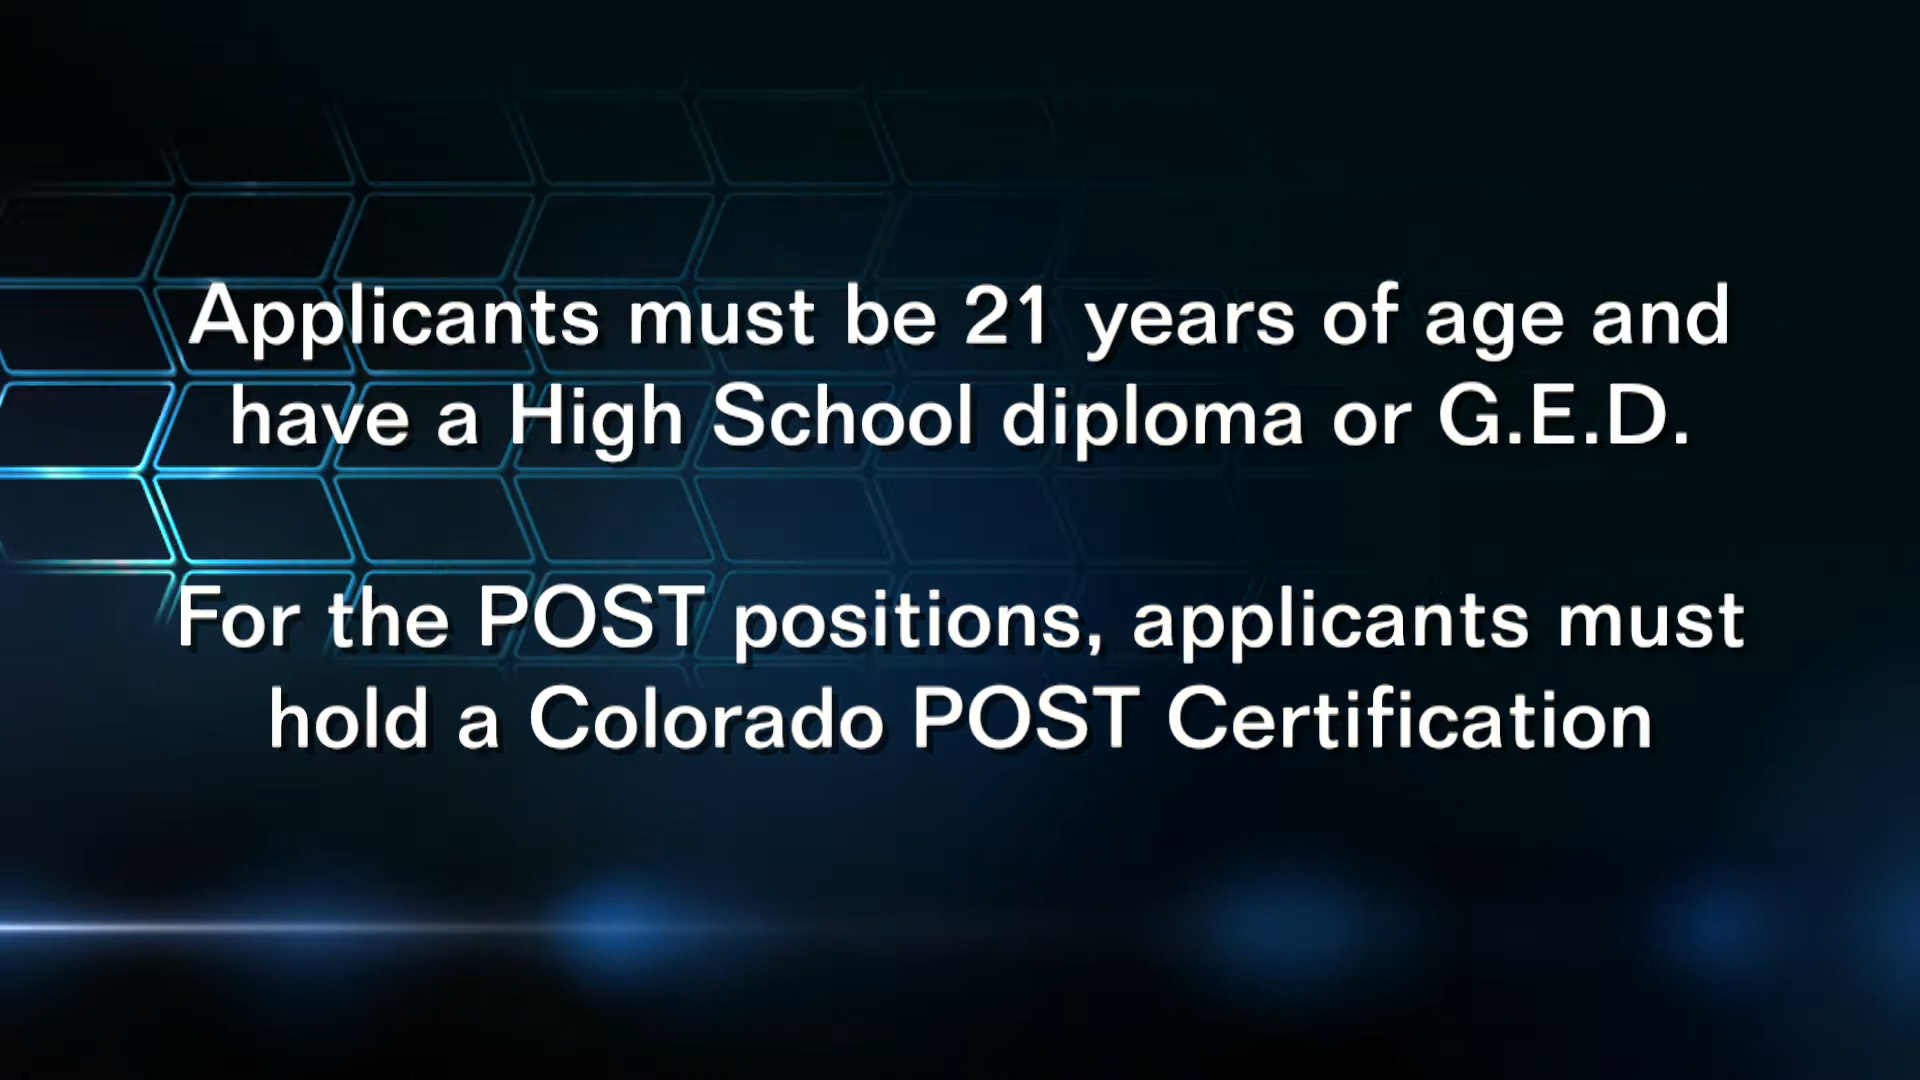 Applicants must be 21 years of age and
have a High School diploma or G.E.D.
For the POST positions, applicants must
hold a Colorado POST Certification